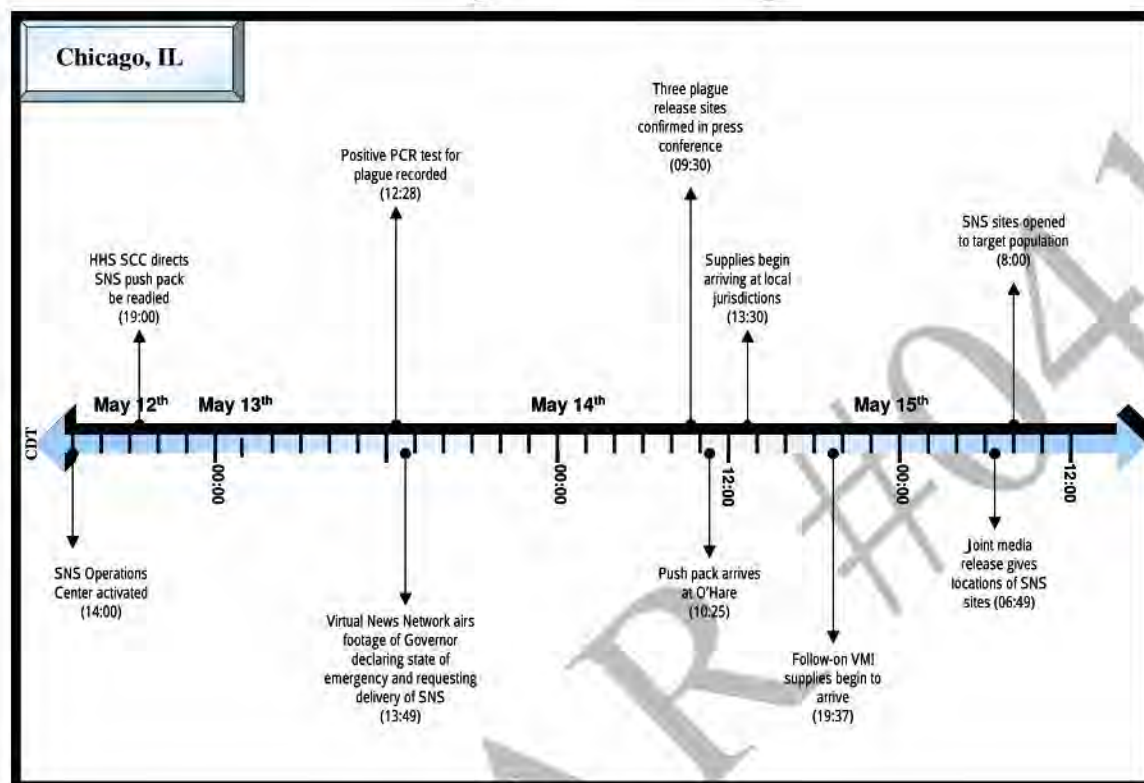 Chicago, IL
Three plague
release sites
confirmed in press
conference
(09:30)
Positive PCR test for
plague recorded
(12:28)
SNS sites opened
to target population
(8:00)
HHS SCC directs
SNS push pack
be readied
(19:00)
Supplies begin
arriving at local
jurisdictions
(13:30)
May 12th
May 13th
May 14th
May 15th
CDT
00:00
00:00
12:00
00:00
12:00
SNS Operations
Center activated
(14:00)
Virtual News Network airs
footage of Governor
declaring state of
emergency and requesting
delivery of SNS
(13:49)
Push pack arrives
at O'Hare
(10:25)
Follow-on VMI
supplies begin to
arrive
(19:37)
Joint media
release gives
locations of SNS
sites (06:49)